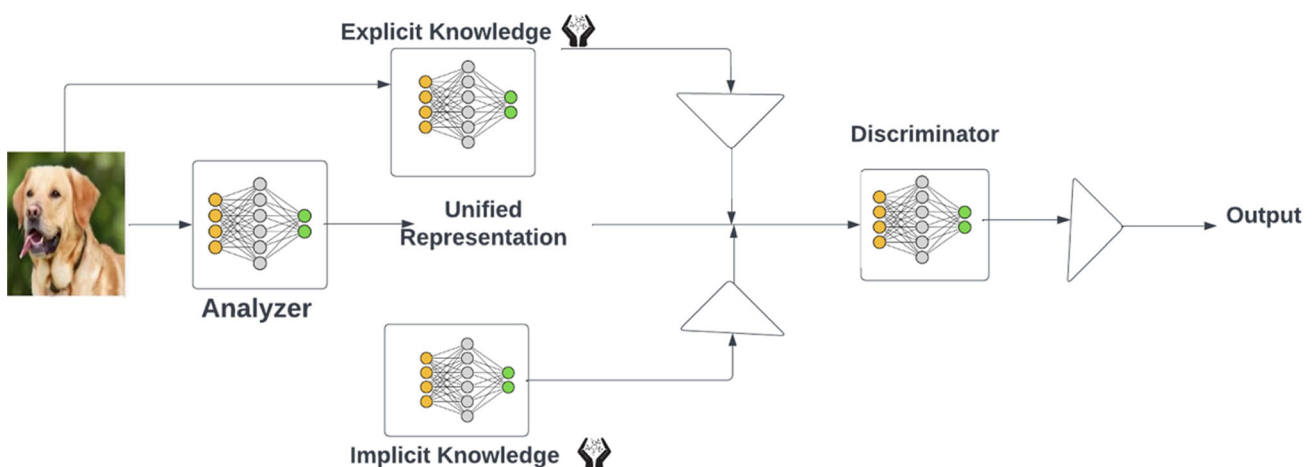 Explicit Knowledge
Discriminator
Unified
Representation
Output
Analyzer
Implicit Knowledge